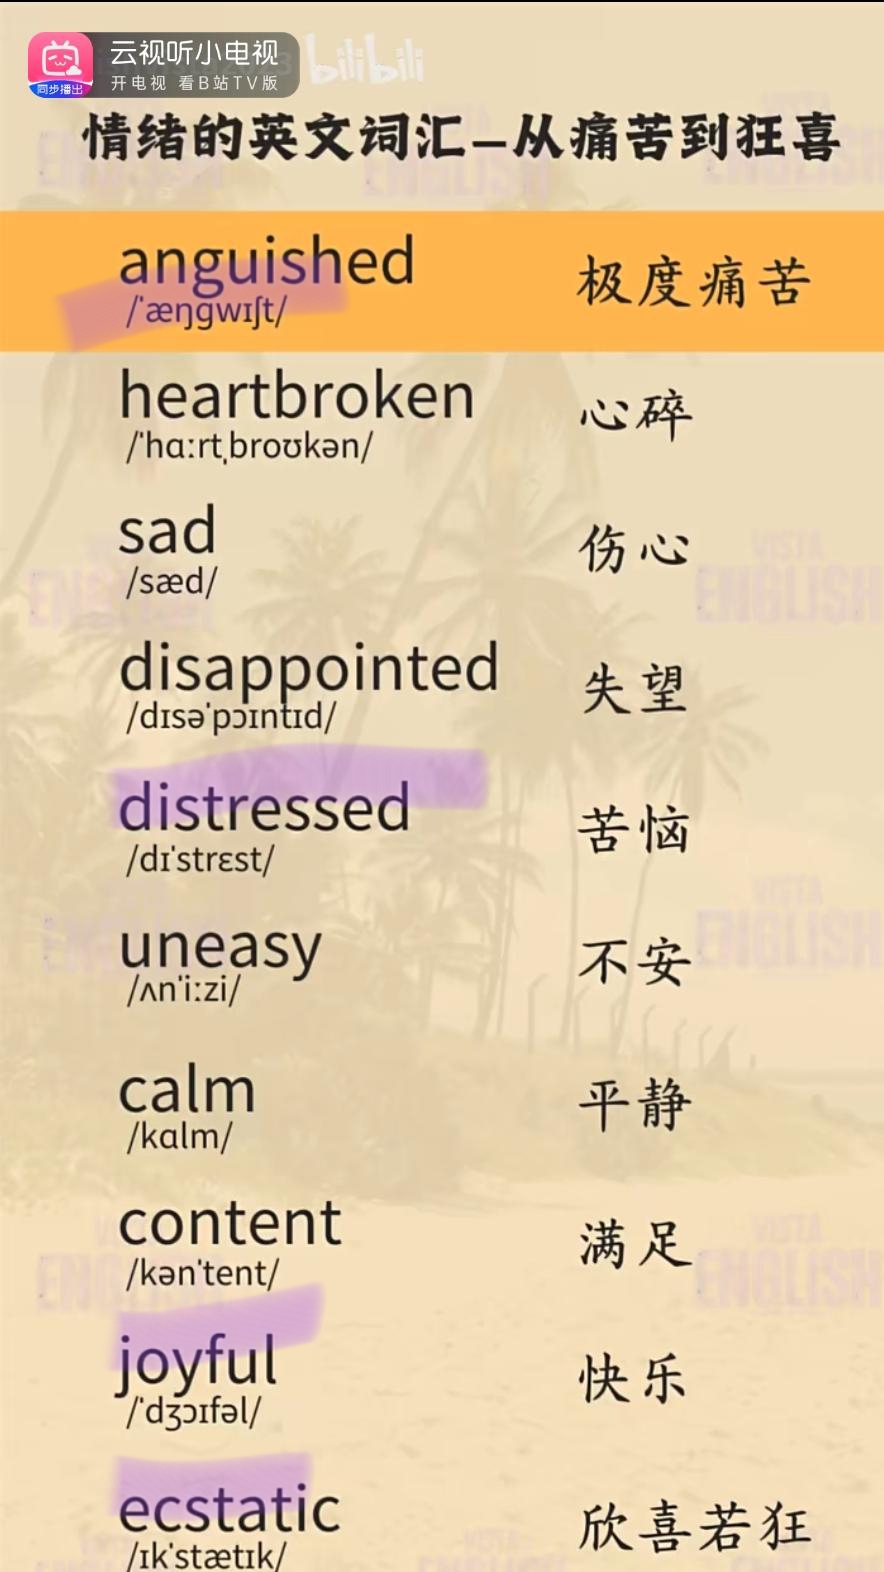 云视听小电视
开电视 看B站TV版
同步播出
bilibili
情绪的英文词汇—从痛苦到狂喜
anguished 极度痛苦
/ˈæŋɡwɪʃt/
heartbroken 心碎
/ˈhɑːrtˌbroʊkən/
sad 伤心
/sæd/
disappointed 失望
/dɪsəˈpɔɪntɪd/
distressed 苦恼
/dɪˈstrɛst/
uneasy 不安
/ʌnˈiːzi/
calm 平静
/kɑlm/
content 满足
/kənˈtent/
joyful 快乐
/ˈdʒɔɪfəl/
ecstatic 欣喜若狂
/ɪkˈstætɪk/
VISTA
ENGLISH